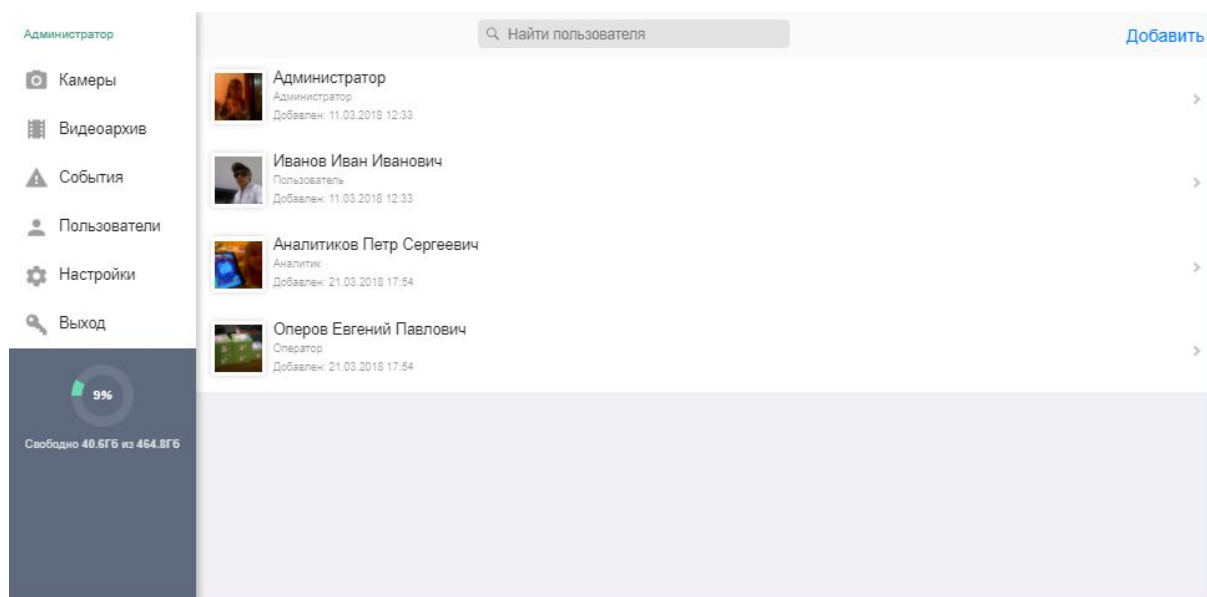 Администратор
Камеры
Видеоархив
События
Пользователи
Настройки
Выход
9%
Свободно 40.6Гб из 464.8Гб
Найти пользователя
Добавить
Администратор
Администратор
Добавлен: 11.03.2018 12:33
Иванов Иван Иванович
Пользователь
Добавлен: 11.03.2018 12:33
Аналитиков Петр Сергеевич
Аналитик
Добавлен: 21.03.2018 17:54
Оперов Евгений Павлович
Оператор
Добавлен: 21.03.2018 17:54